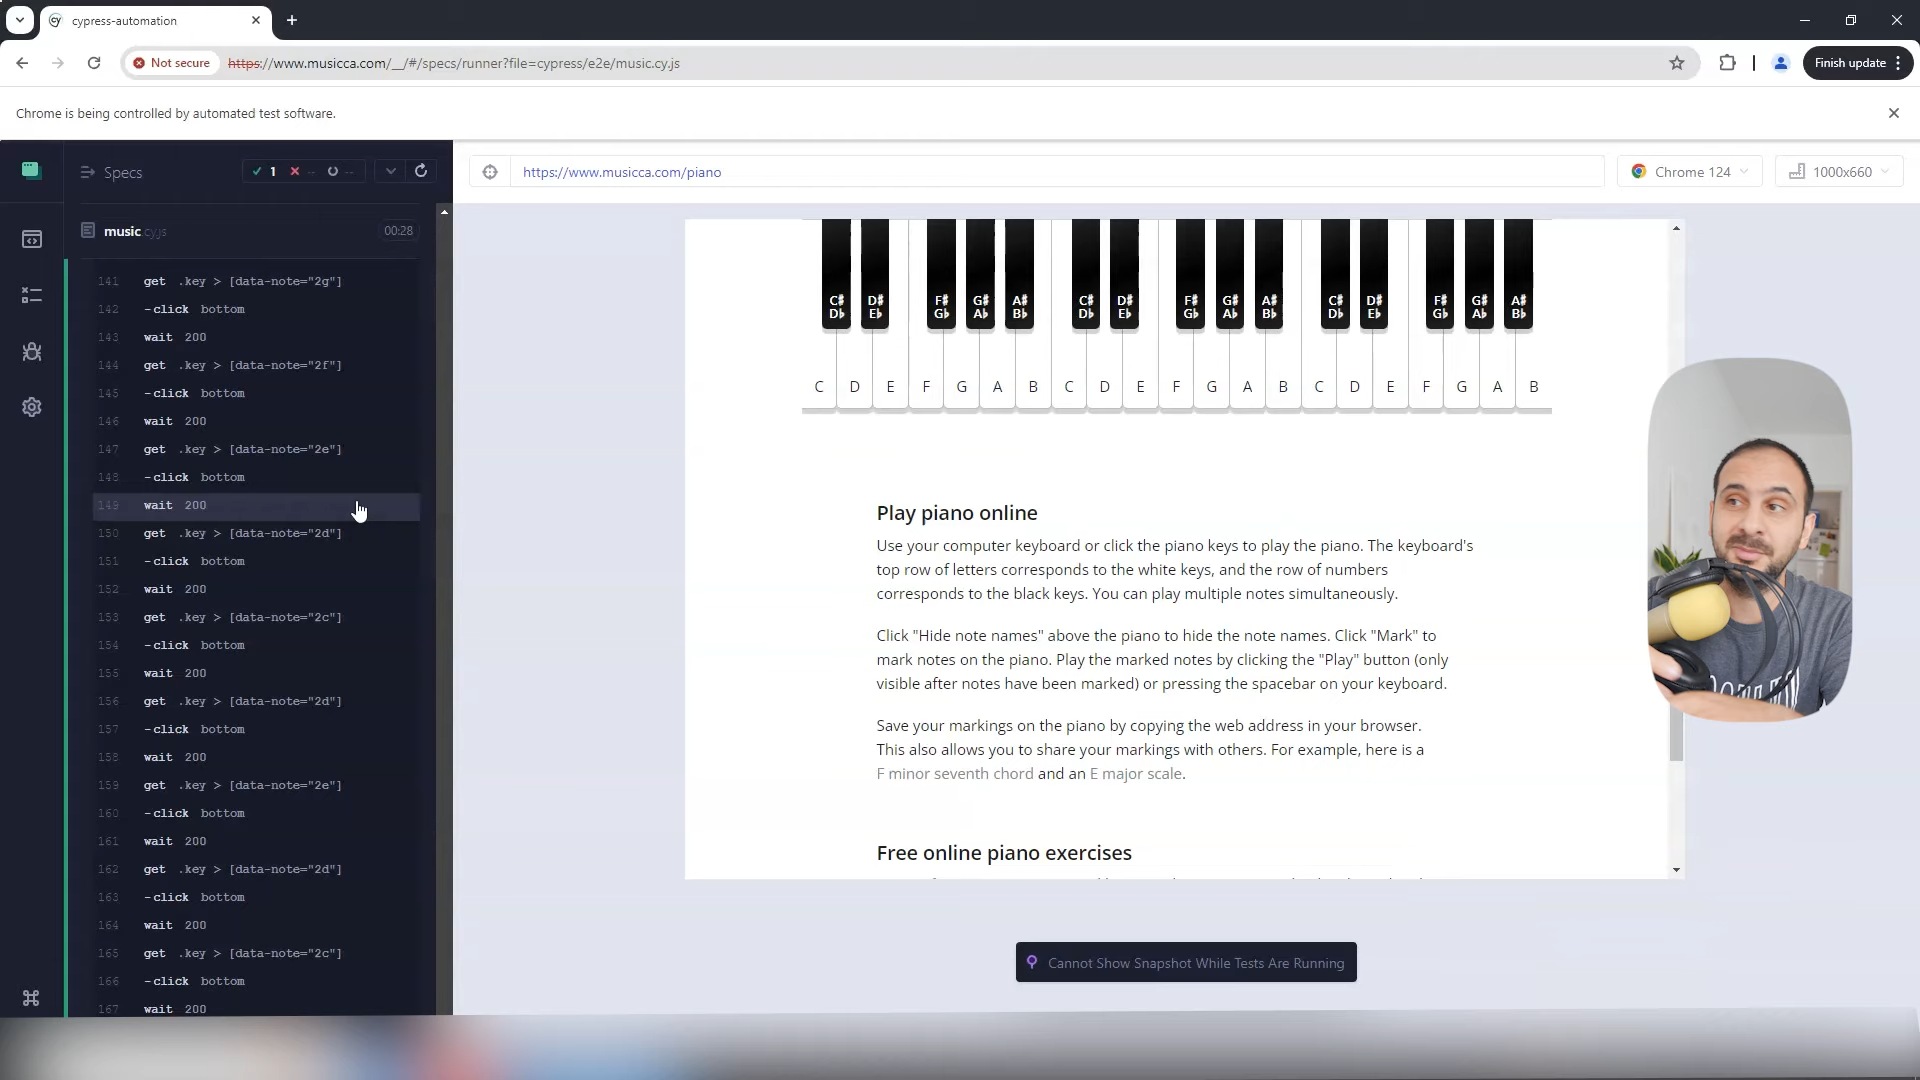 cypress-automation
Not secure
https://www.musicca.com/__/#/specs/runner?file=cypress/e2e/music.cy.js
Finish update
Chrome is being controlled by automated test software.
Specs
1
--
--
https://www.musicca.com/piano
Chrome 124
1000x660
music.cy.js
00:28
141 get .key > [data-note="2g"]
142 -click bottom
143 wait 200
144 get .key > [data-note="2f"]
145 -click bottom
146 wait 200
147 get .key > [data-note="2e"]
148 -click bottom
149 wait 200
150 get .key > [data-note="2d"]
151 -click bottom
152 wait 200
153 get .key > [data-note="2c"]
154 -click bottom
155 wait 200
156 get .key > [data-note="2d"]
157 -click bottom
158 wait 200
159 get .key > [data-note="2e"]
160 -click bottom
161 wait 200
162 get .key > [data-note="2d"]
163 -click bottom
164 wait 200
165 get .key > [data-note="2c"]
166 -click bottom
167 wait 200
C# D# F# G# A# C# D# F# G# A# C# D# F# G# A#
D♭ E♭ G♭ A♭ B♭ D♭ E♭ G♭ A♭ B♭ D♭ E♭ G♭ A♭ B♭
C D E F G A B C D E F G A B C D E F G A B
Play piano online
Use your computer keyboard or click the piano keys to play the piano. The keyboard's
top row of letters corresponds to the white keys, and the row of numbers
corresponds to the black keys. You can play multiple notes simultaneously.
Click "Hide note names" above the piano to hide the note names. Click "Mark" to
mark notes on the piano. Play the marked notes by clicking the "Play" button (only
visible after notes have been marked) or pressing the spacebar on your keyboard.
Save your markings on the piano by copying the web address in your browser.
This also allows you to share your markings with others. For example, here is a
F minor seventh chord and an E major scale.
Free online piano exercises
Cannot Show Snapshot While Tests Are Running